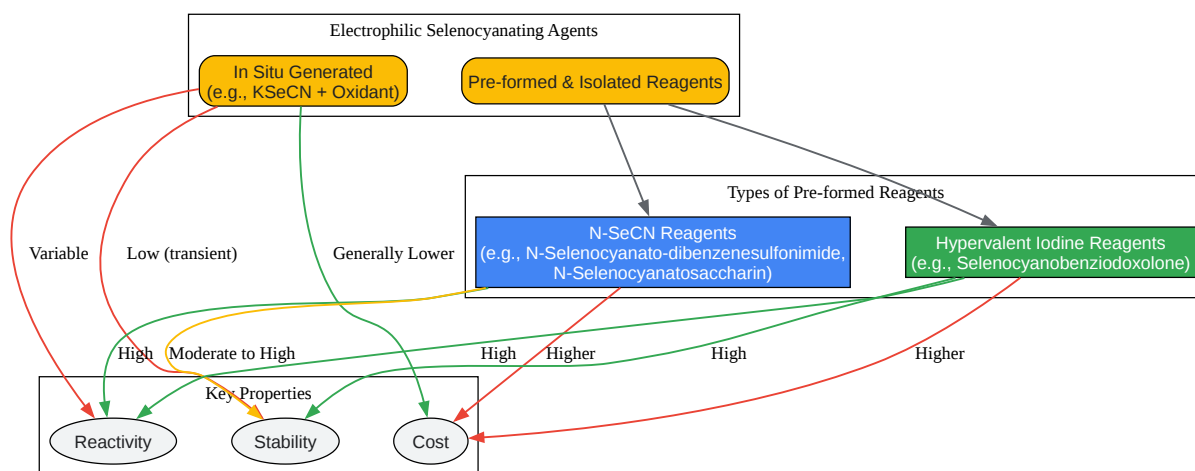 Electrophilic Selenocyanating Agents
In Situ Generated
(e.g., KSeCN + Oxidant)
Pre-formed & Isolated Reagents
Types of Pre-formed Reagents
N-SeCN Reagents
(e.g., N-Selenocyanato-dibenzenesulfonimide,
N-Selenocyanatosaccharin)
Hypervalent Iodine Reagents
(e.g., Selenocyanobenziodoxolone)
Variable
Low (transient)
Generally Lower
High
Moderate to High
High
Higher
High
Higher
Key Properties
Reactivity
Stability
Cost